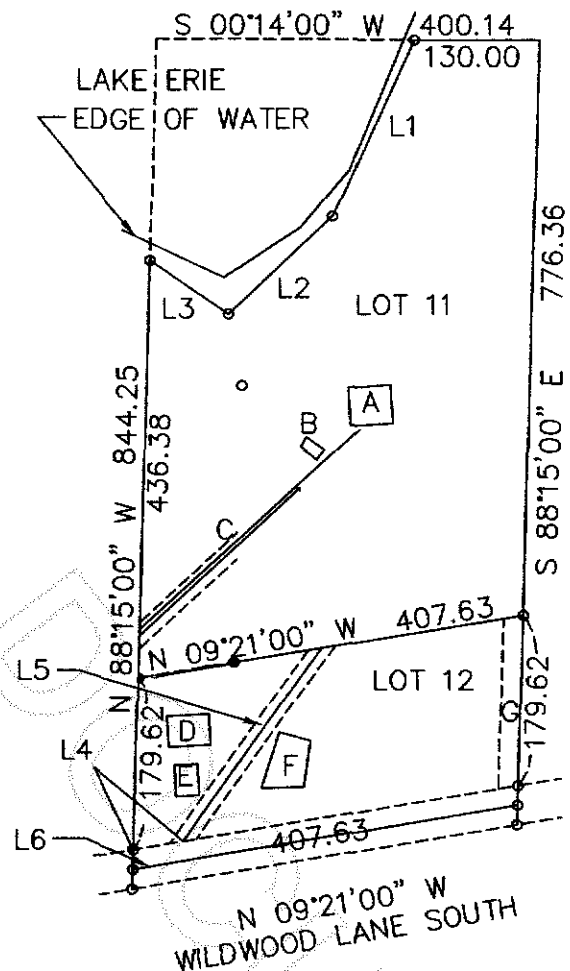 S 00°14'00" W 400.14
130.00
LAKE ERIE
EDGE OF WATER
L1
L2
L3
LOT 11
S 88°15'00" E 776.36
A
B
C
N 88°15'00" W 844.25
436.38
N 09°21'00" W 407.63
L5
LOT 12
D
E
F
G
179.62
179.62
L4
L6
407.63
N 09°21'00" W
WILDWOOD LANE SOUTH